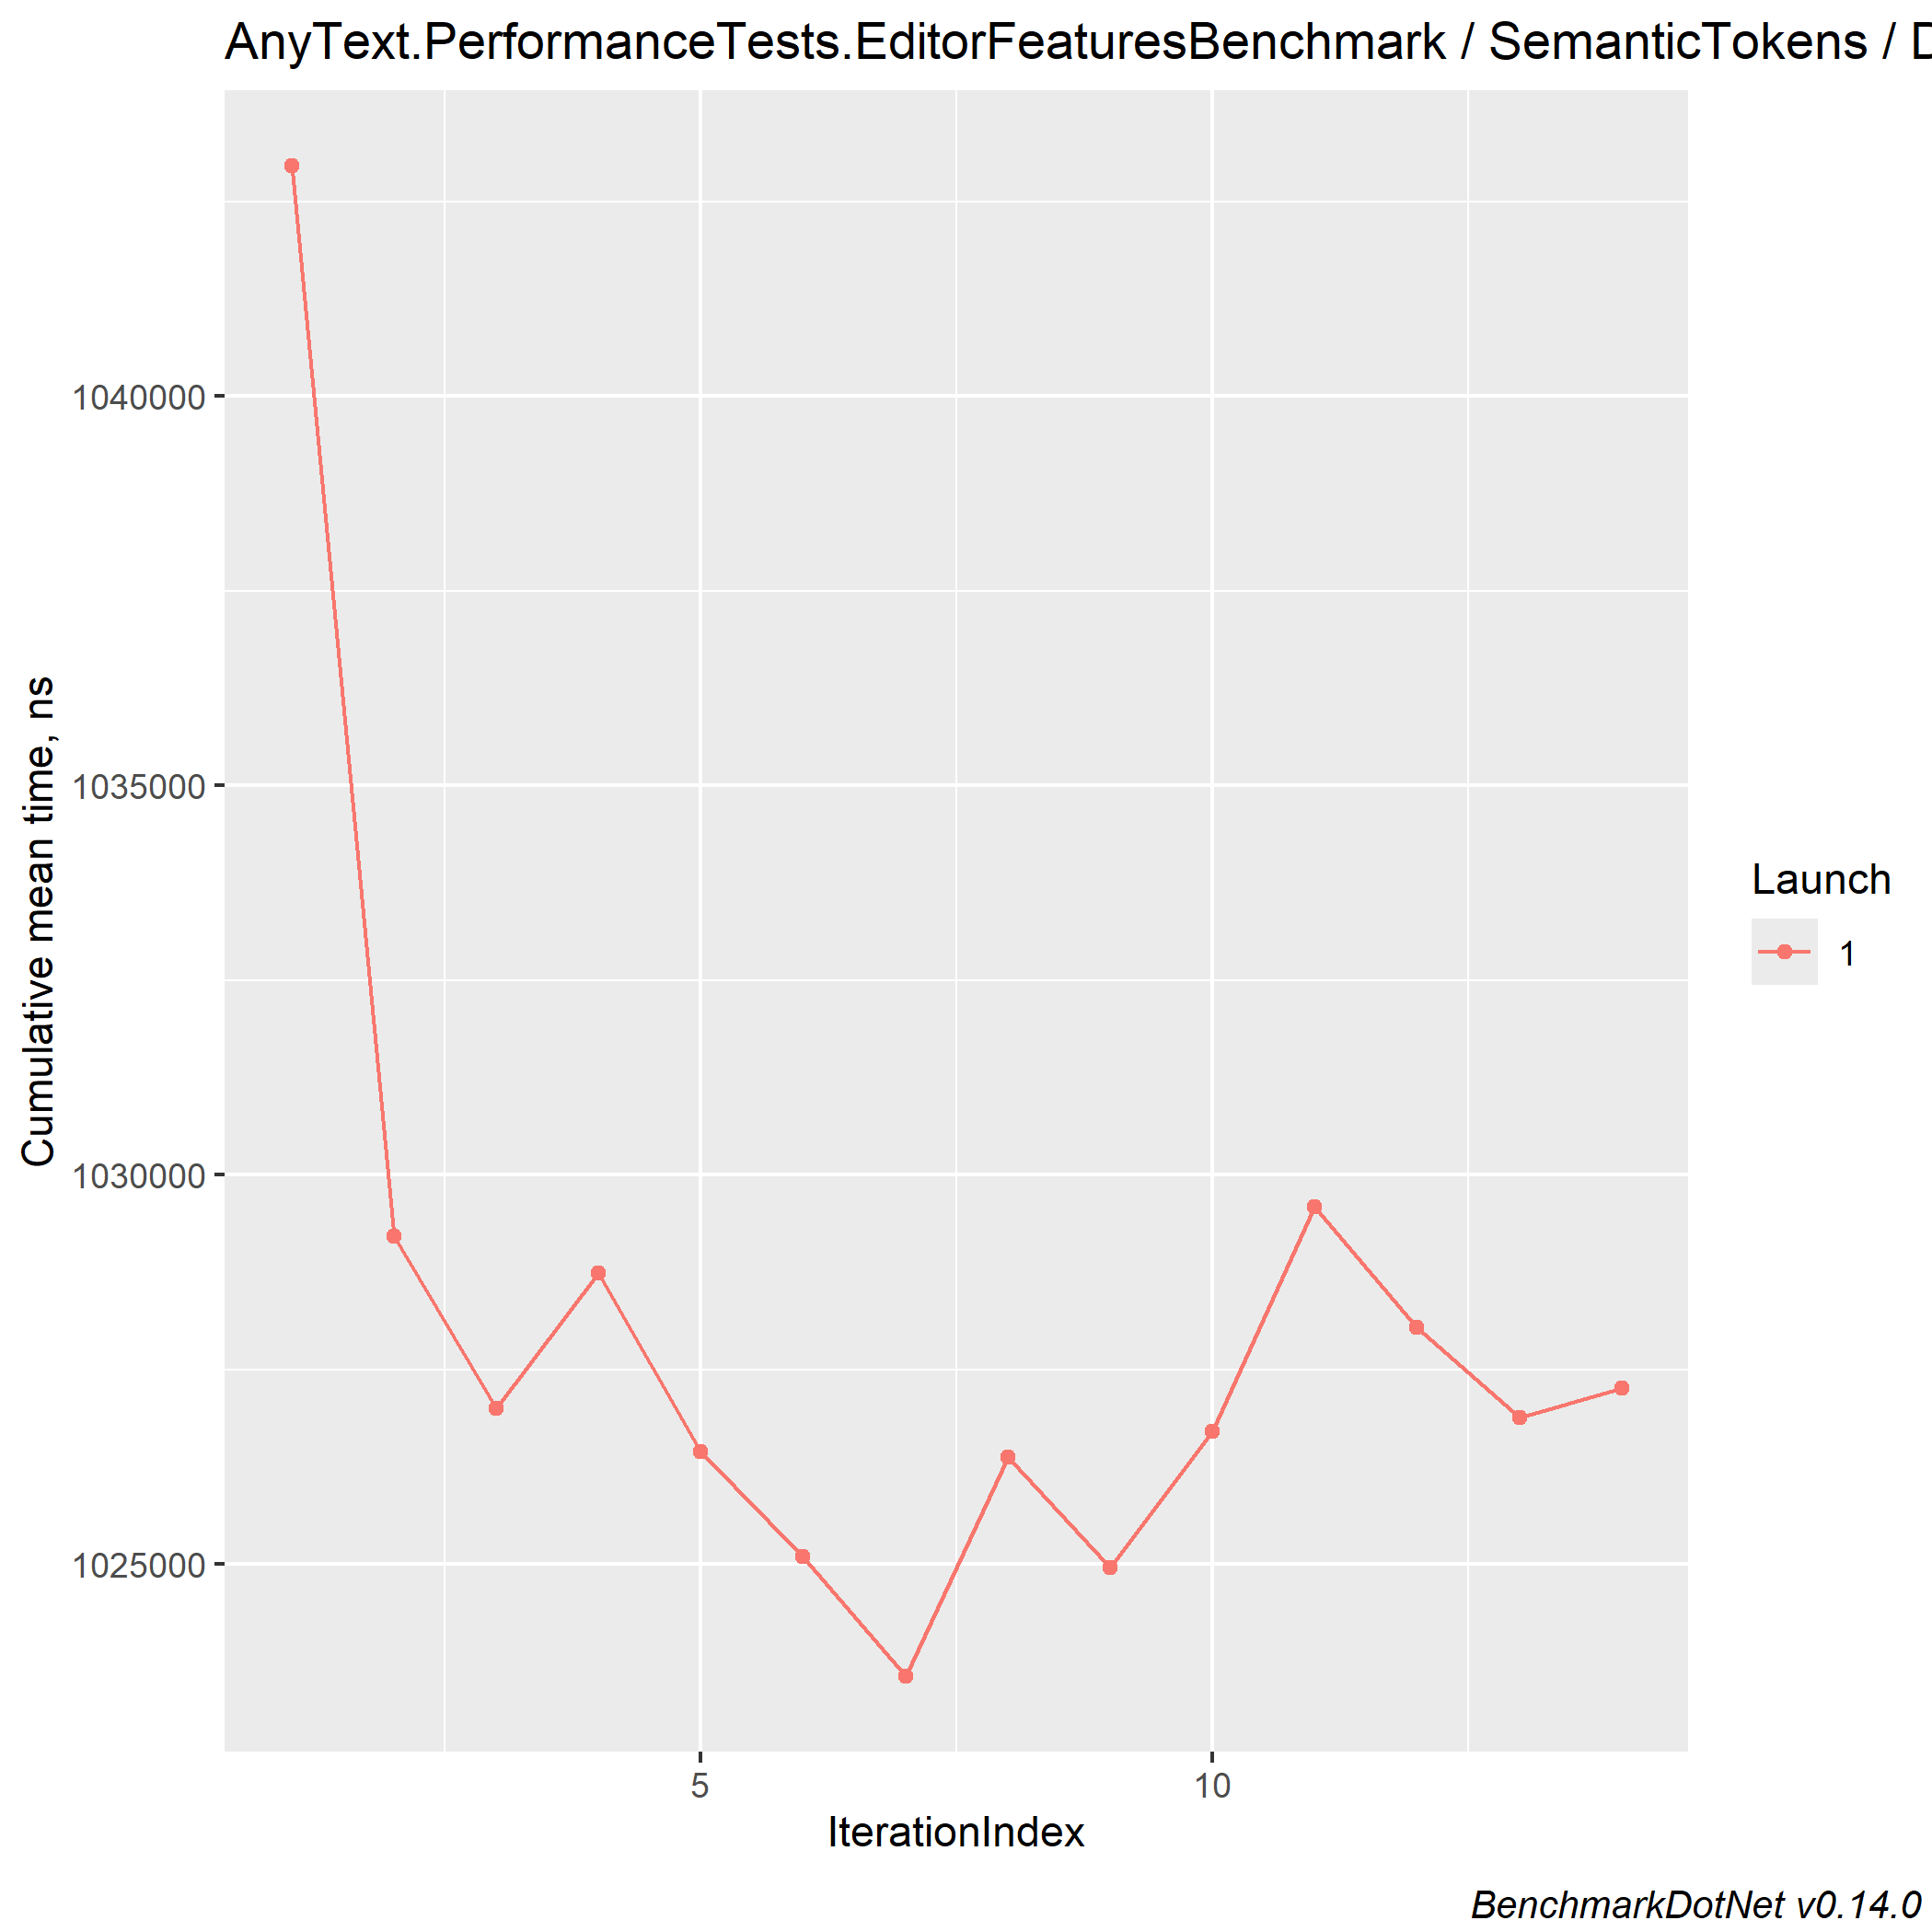 AnyText.PerformanceTests.EditorFeaturesBenchmark / SemanticTokens / D
1040000
1035000
1030000
1025000
Cumulative mean time, ns
5
10
IterationIndex
Launch
1
BenchmarkDotNet v0.14.0